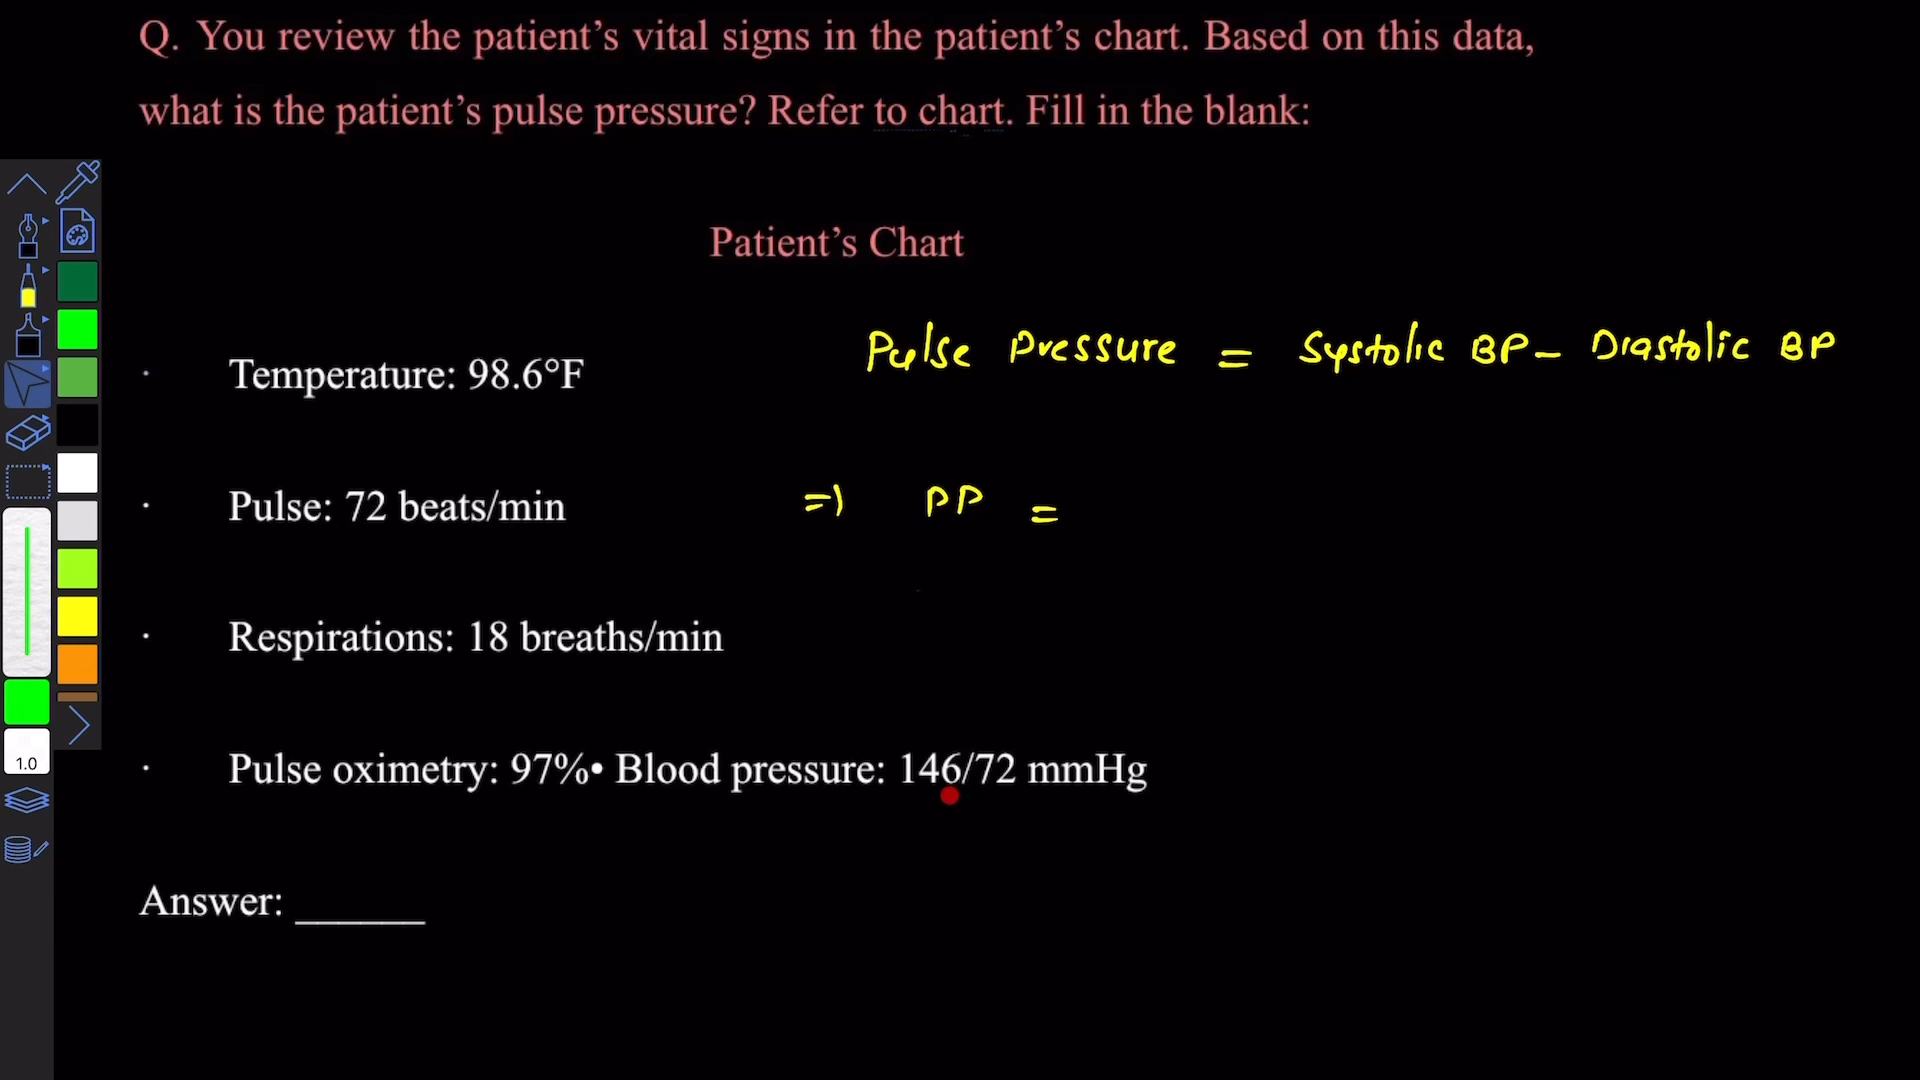 Q. You review the patient’s vital signs in the patient’s chart. Based on this data,
what is the patient’s pulse pressure? Refer to chart. Fill in the blank:
Patient’s Chart
Pulse Pressure = Systolic BP - Diastolic BP
· Temperature: 98.6°F
· Pulse: 72 beats/min
=) PP =
· Respirations: 18 breaths/min
· Pulse oximetry: 97%• Blood pressure: 146/72 mmHg
1.0
Answer: ______